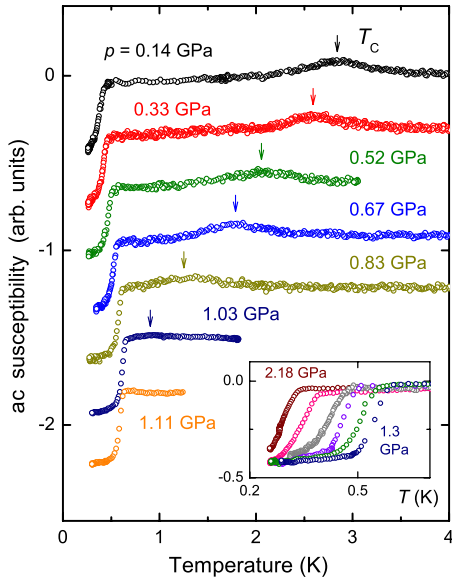 p = 0.14 GPa
T_C
0.33 GPa
0.52 GPa
0.67 GPa
0.83 GPa
1.03 GPa
1.11 GPa
0
-1
-2
ac susceptibility (arb. units)
0.0
-0.5
2.18 GPa
1.3
GPa
0.2
0.5
T (K)
0
1
2
3
4
Temperature (K)